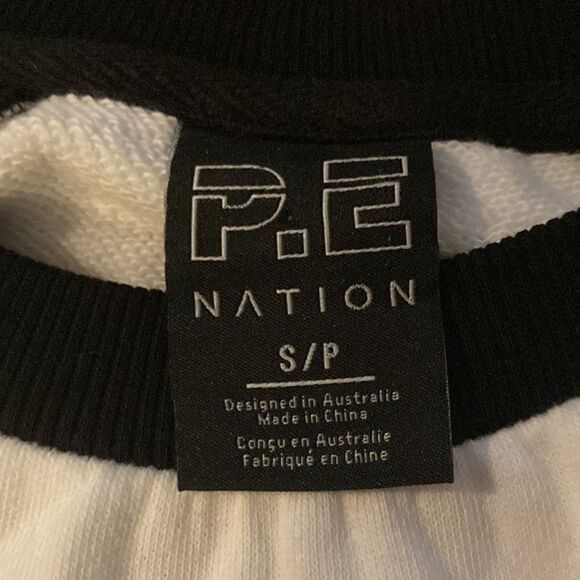 P.E
NATION
S/P
Designed in Australia
Made in China
Conçu en Australie
Fabriqué en Chine